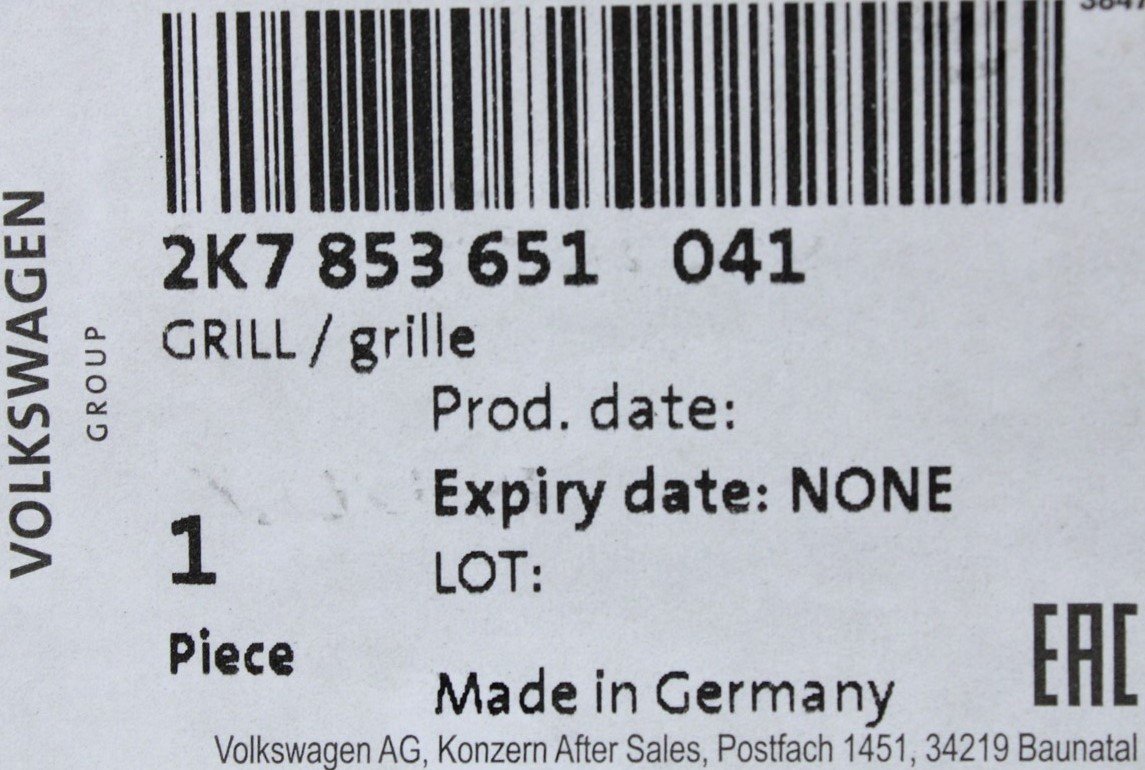 2K7 853 651 041
GRILL / grille
Prod. date:
Expiry date: NONE
LOT:
1
Piece
Made in Germany
EAC
Volkswagen AG, Konzern After Sales, Postfach 1451, 34219 Baunatal
VOLKSWAGEN
GROUP